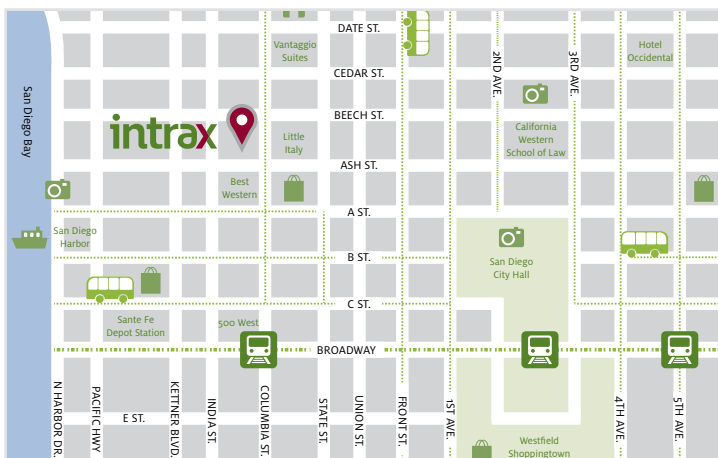 DATE ST.
Vantaggio
Suites
2ND AVE.
3RD AVE.
Hotel
Occidental
CEDAR ST.
San Diego Bay
intrax
BEECH ST.
Little
Italy
California
Western
School of Law
ASH ST.
Best
Western
A ST.
San Diego
Harbor
B ST.
San Diego
City Hall
C ST.
Sante Fe
Depot Station
500 West
BROADWAY
N HARBOR DR.
PACIFIC HWY
E ST.
KETTNER BLVD.
INDIA ST.
COLUMBIA ST.
STATE ST.
UNION ST.
FRONT ST.
1ST AVE.
4TH AVE.
5TH AVE.
Westfield
Shoppingtown